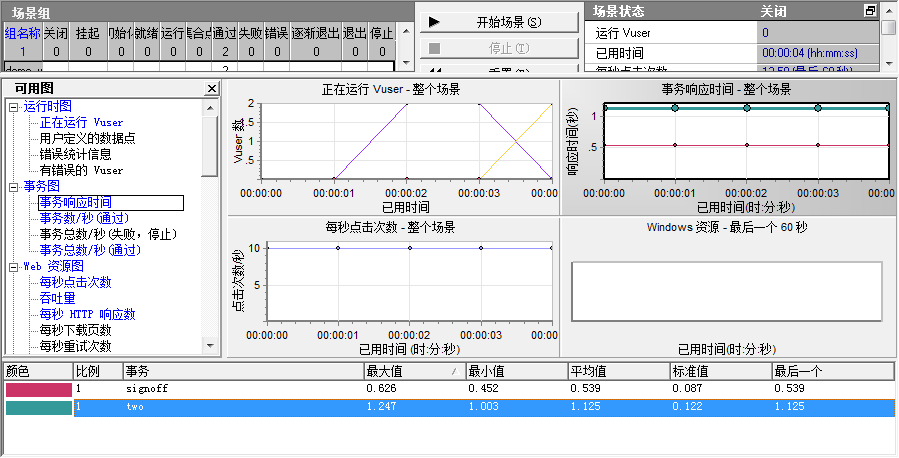 场景组
组名称 关闭 挂起 初始化 就绪 运行 集合点 通过 失败 错误 逐渐退出 退出 停止
1 0 0 0 0 0 0 2 0 0 0 0 0
2
开始场景(S)
停止(I)
场景状态 关闭
运行 Vuser 0
已用时间 00:00:04 (hh:mm:ss)
每秒点击次数 12.50 (最后 60 秒)
可用图
运行时图
正在运行 Vuser
用户定义的数据点
错误统计信息
有错误的 Vuser
事务图
事务响应时间
事务数/秒(通过)
事务总数/秒(失败，停止)
事务总数/秒(通过)
Web 资源图
每秒点击次数
吞吐量
每秒 HTTP 响应数
每秒下载页数
每秒重试次数
正在运行 Vuser - 整个场景
Vuser 数
2
1.5
1
.5
00:00:00 00:00:01 00:00:02 00:00:03 00:00
已用时间
事务响应时间 - 整个场景
响应时间(秒)
1
.5
00:00:00 00:00:01 00:00:02 00:00:03 00:00
已用时间(时:分:秒)
每秒点击次数 - 整个场景
点击次数/秒
10
5
00:00:00 00:00:01 00:00:02 00:00:03 00:00
已用时间 (时:分:秒)
Windows 资源 - 最后一个 60 秒
已用时间(时:分:秒)
颜色 比例 事务 最大值 最小值 平均值 标准值 最后一个
1 signoff 0.626 0.452 0.539 0.087 0.539
1 two 1.247 1.003 1.125 0.122 1.125